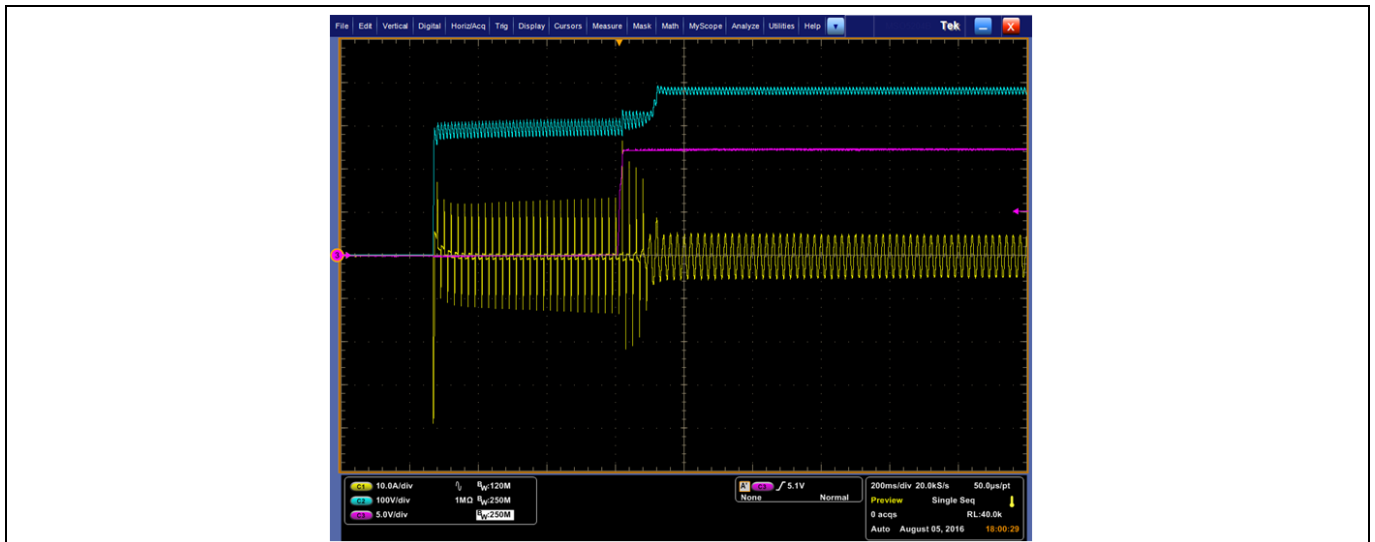 File Edit Vertical Digital Horiz/Acq Trig Display Cursors Measure Mask Math MyScope Analyze Utilities Help Tek X
C1 10.0A/div BW:120M
C2 100V/div 1MΩ BW:250M
C3 5.0V/div BW:250M
A' C3 5.1V
None Normal
200ms/div 20.0kS/s 50.0µs/pt
Preview Single Seq
0 acqs RL:40.0k
Auto August 05, 2016 18:00:29